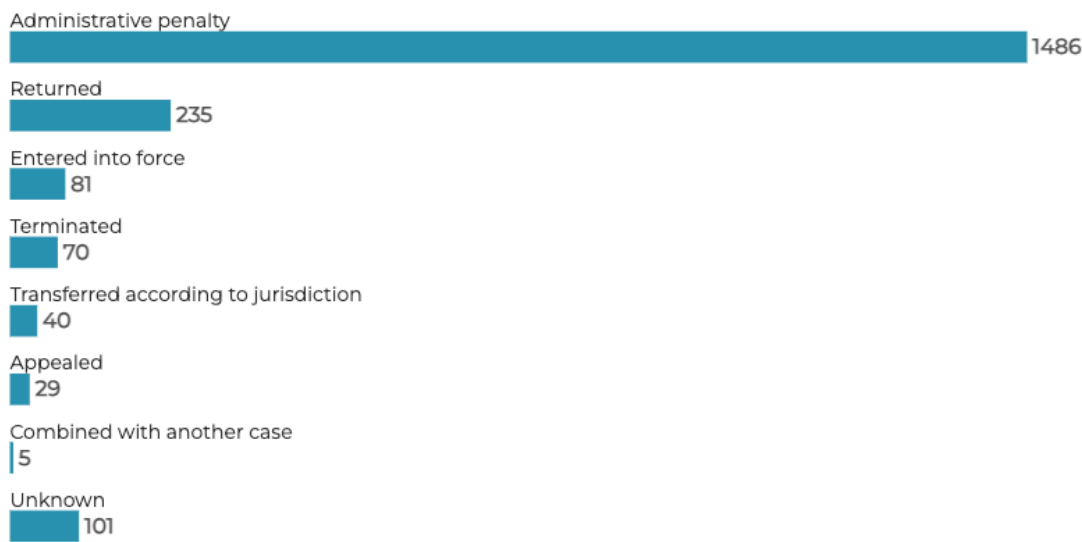 Administrative penalty
1486
Returned
235
Entered into force
81
Terminated
70
Transferred according to jurisdiction
40
Appealed
29
Combined with another case
5
Unknown
101